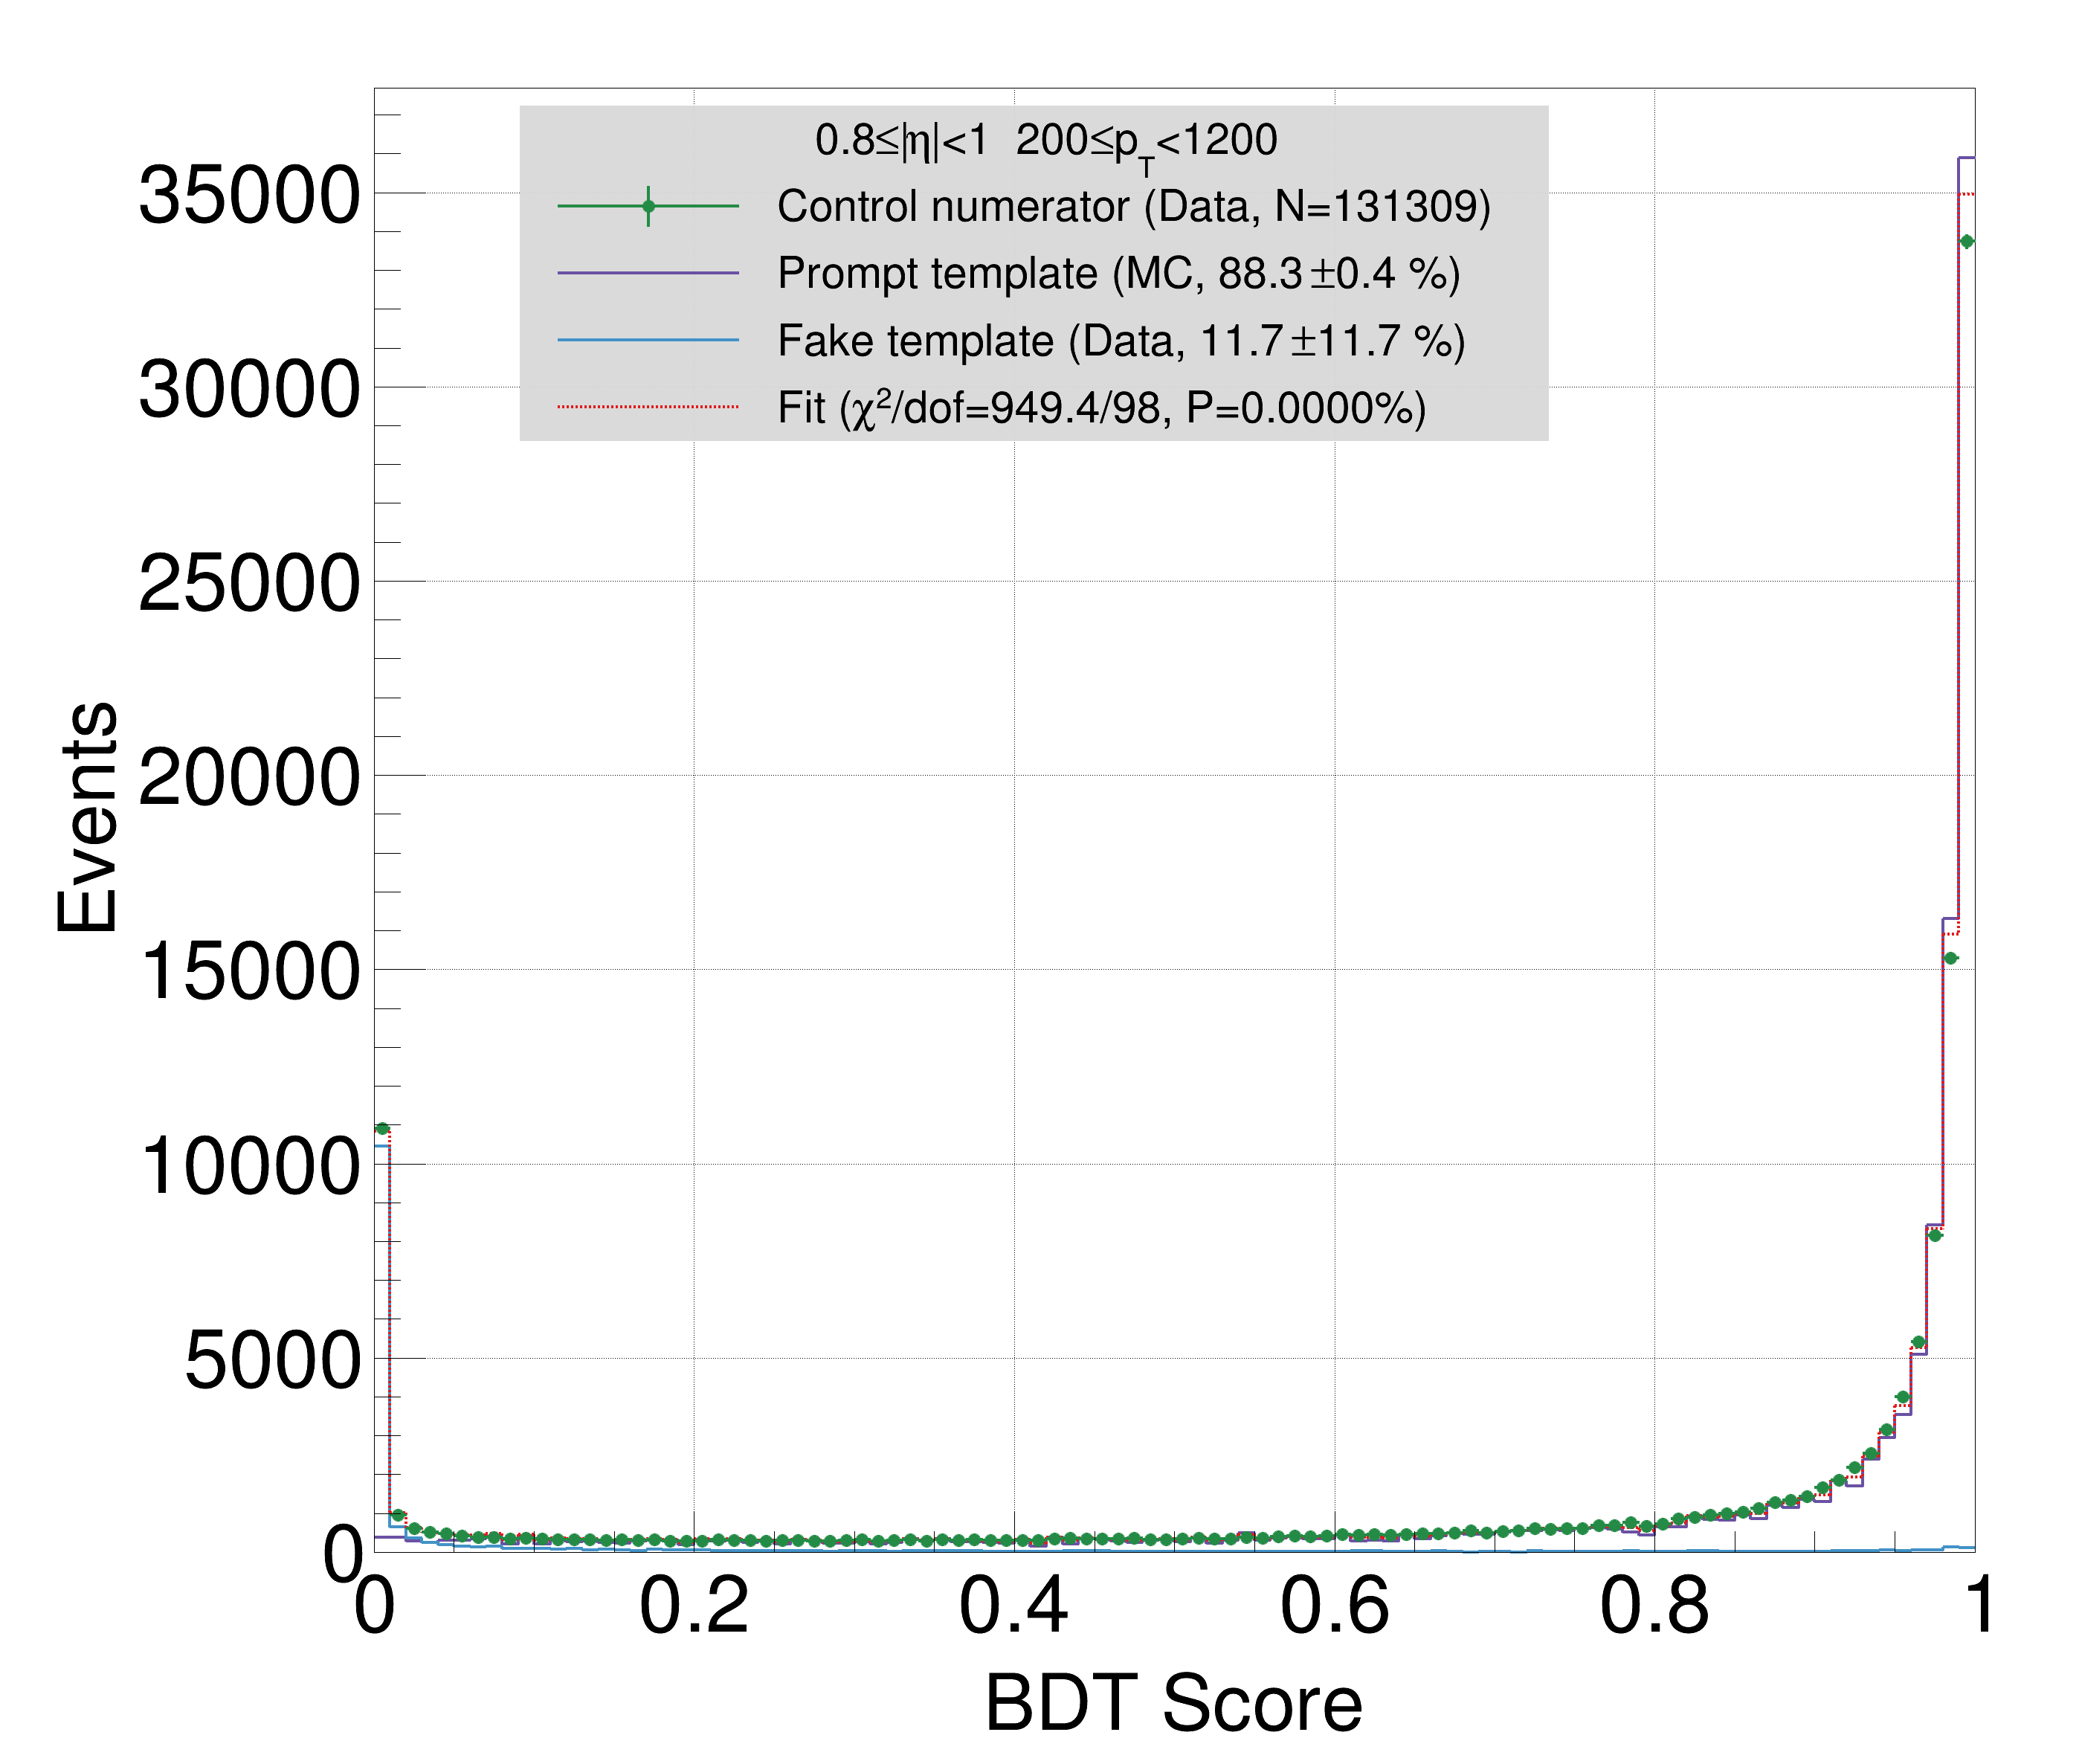 0.8≤|η|<1 200≤p_T<1200
Control numerator (Data, N=131309)
Prompt template (MC, 88.3±0.4 %)
Fake template (Data, 11.7±11.7 %)
Fit (χ²/dof=949.4/98, P=0.0000%)
35000
30000
25000
20000
15000
10000
5000
0
Events
0 0.2 0.4 0.6 0.8 1
BDT Score